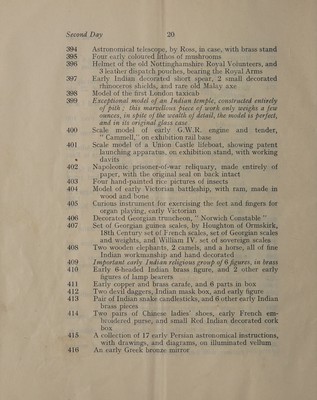 Second Day 20
394 Astronomical telescope, by Ross, in case, with brass stand
395 Four early coloured lithos of mushrooms
396 Helmet of the old Nottinghamshire Royal Volunteers, and
3 leather dispatch pouches, bearing the Royal Arms
397 Early Indian decorated short spear, 2 small decorated
rhinoceros shields, and rare old Malay axe
398 Model of the first London taxicab
399 Exceptional model of an Indian temple, constructed entirely
of pith ; this marvellous piece of work only weighs a few
ounces, in spite of the wealth of detail, the model is perfect,
and in its original glass case
400 Scale model of early G.W.R. engine and tender,
" Cammell," on exhibition rail base
401 Scale model of a Union Castle lifeboat, showing patent
launching apparatus, on exhibition stand, with working
davits
402 Napoleonic prisoner-of-war reliquary, made entirely of
paper, with the original seal on back intact
403 Four hand-painted rice pictures of insects
404 Model of early Victorian battleship, with ram, made in
wood and bone
405 Curious instrument for exercising the feet and fingers for
organ playing, early Victorian
406 Decorated Georgian truncheon, " Norwich Constable "
407 Set of Georgian guinea scales, by Houghton of Ormskirk,
18th Century set of French scales, set of Georgian scales
and weights, and William IV. set of sovereign scales
408 Two wooden elephants, 2 camels, and a horse, all of fine
Indian workmanship and hand decorated
409 Important early Indian religious group of 6 figures, in brass
410 Early 6-headed Indian brass figure, and 2 other early
figures of lamp bearers
411 Early copper and brass carafe, and 6 parts in box
412 Two devil daggers, Indian mask box, and early figure
413 Pair of Indian snake candlesticks, and 6 other early Indian
brass pieces
414 Two pairs of Chinese ladies' shoes, early French em-
broidered purse, and small Red Indian decorated cork
box
415 A collection of 17 early Persian astronomical instructions,
with drawings, and diagrams, on illuminated vellum
416 An early Greek bronze mirror